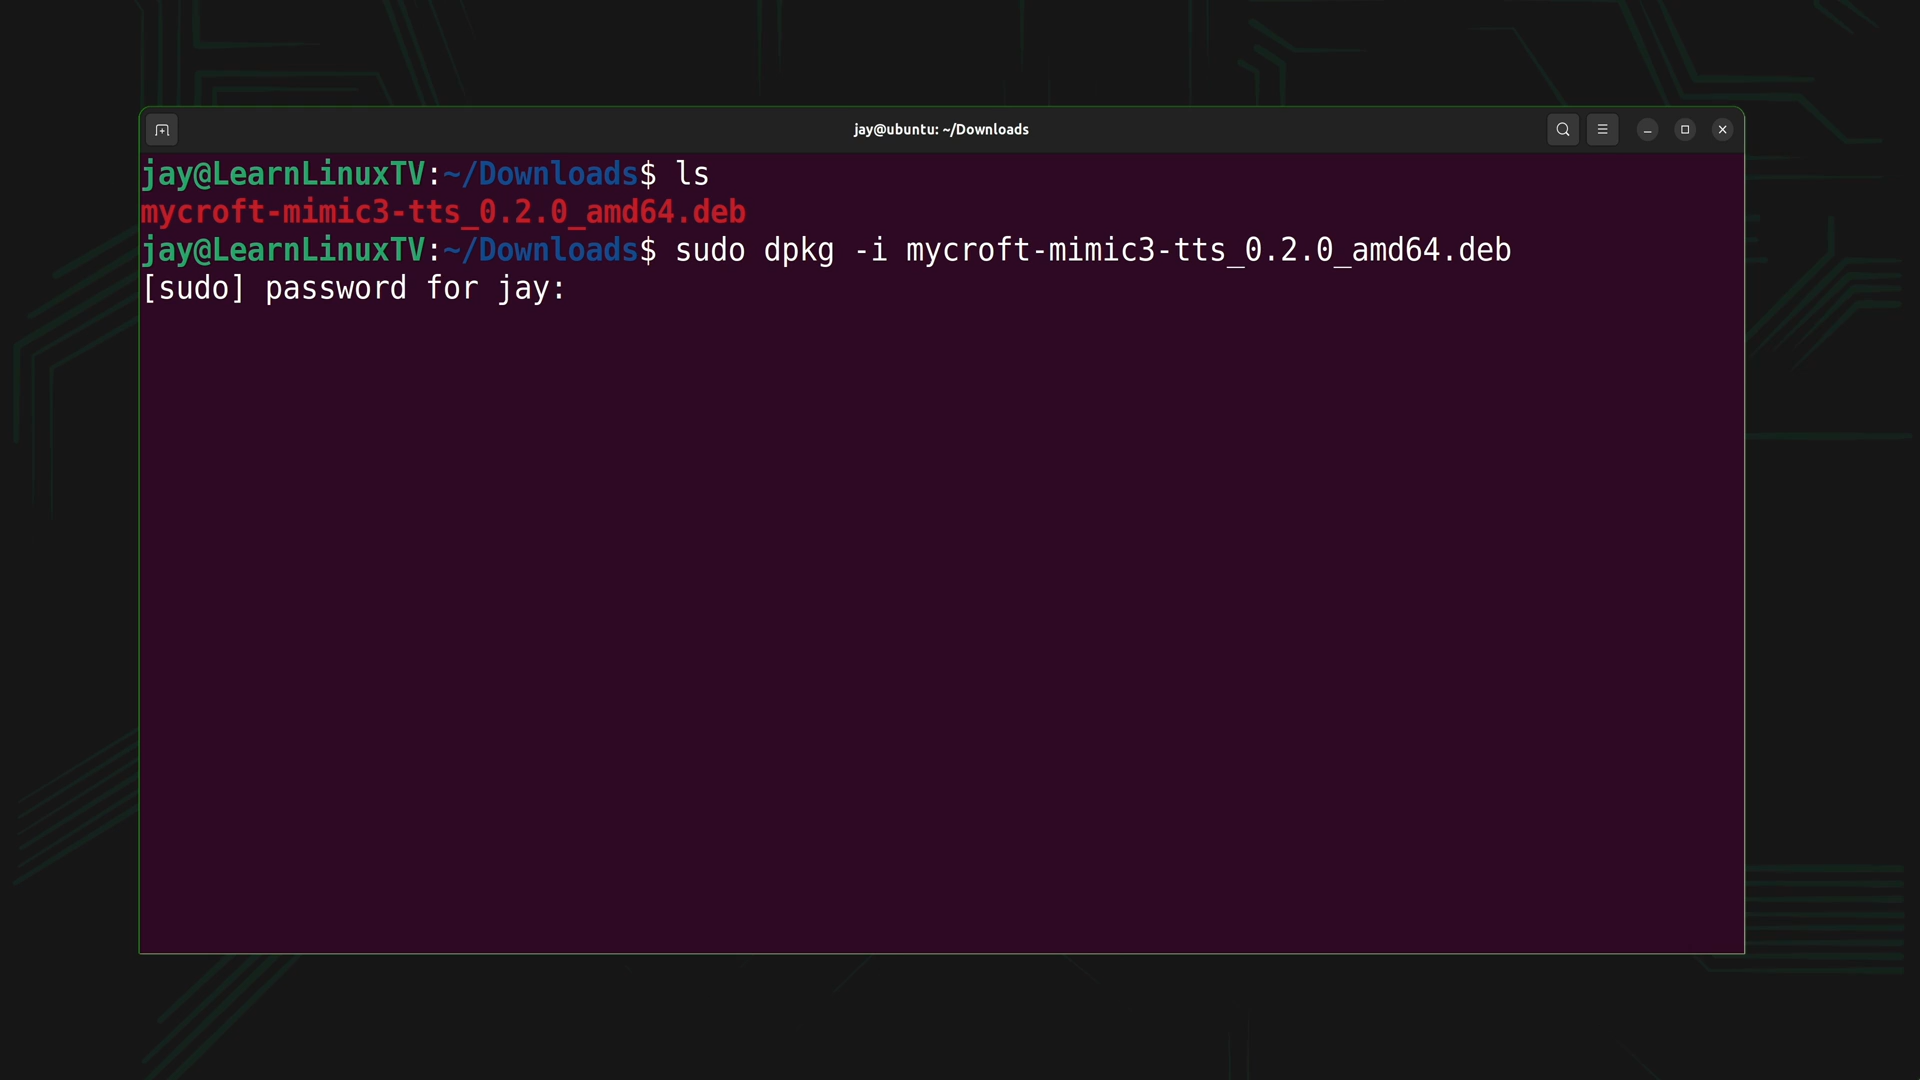 jay@ubuntu: ~/Downloads
jay@LearnLinuxTV:~/Downloads$ ls
mycroft-mimic3-tts_0.2.0_amd64.deb
jay@LearnLinuxTV:~/Downloads$ sudo dpkg -i mycroft-mimic3-tts_0.2.0_amd64.deb
[sudo] password for jay: